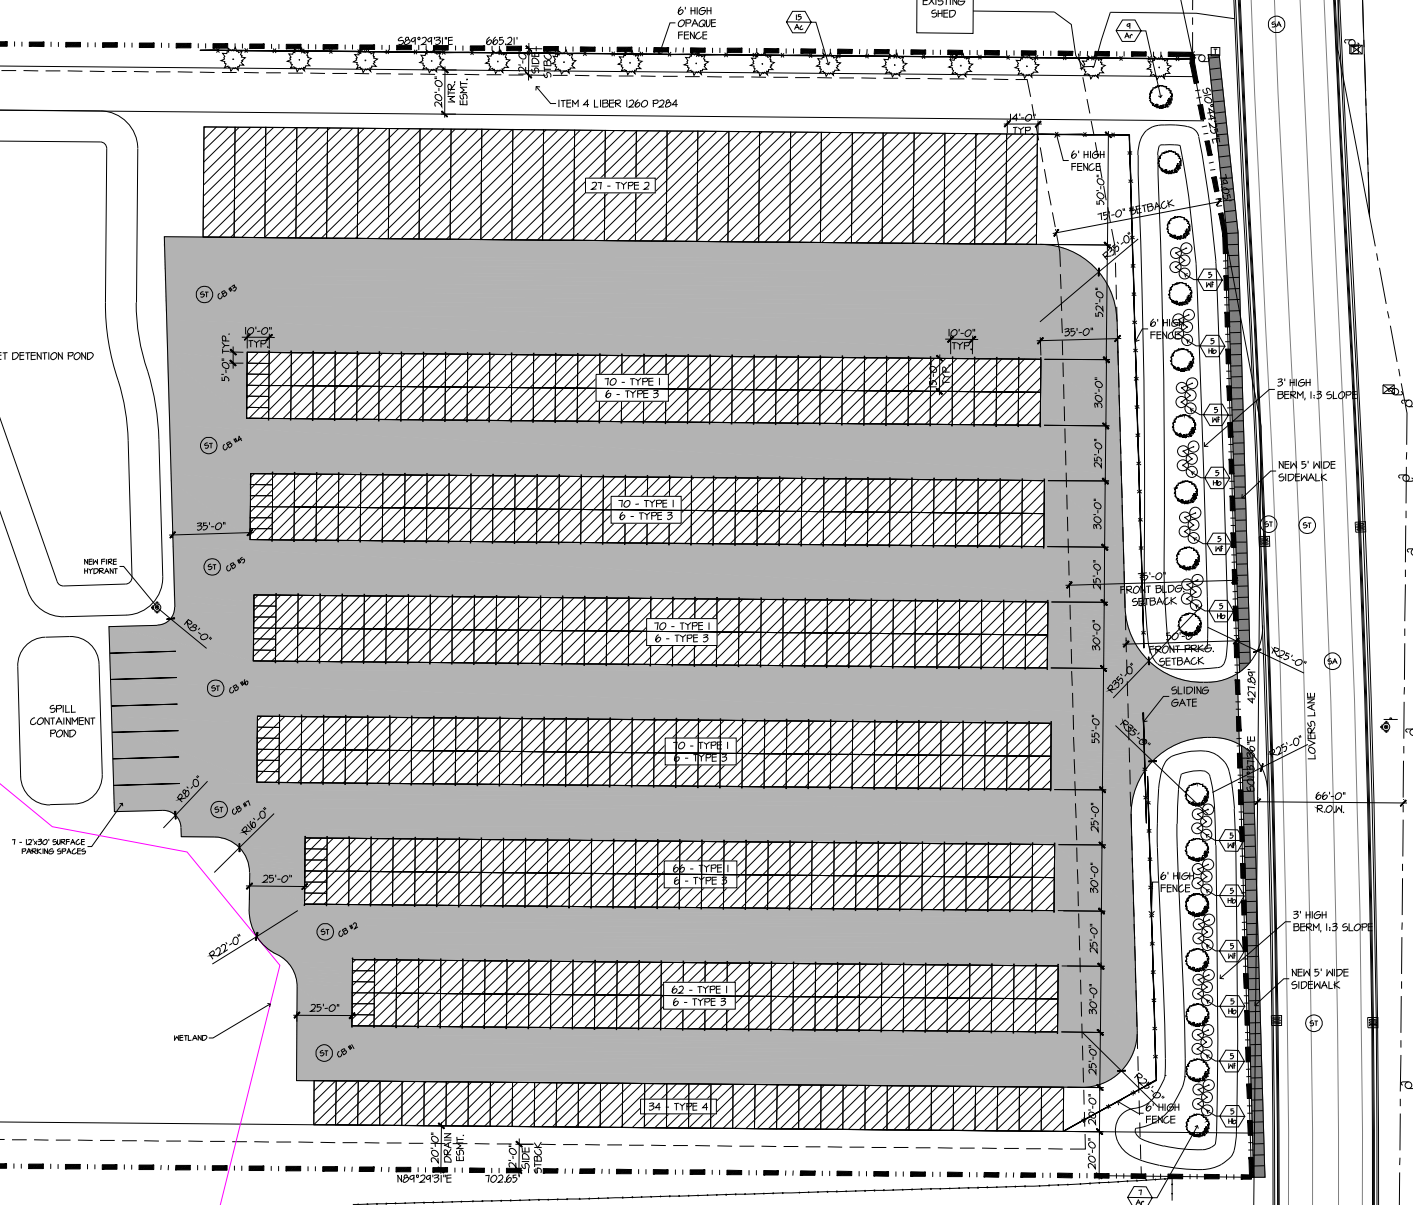 EXISTING
SHED
6' HIGH
OPAQUE
FENCE
15
Ac
9
Ar
SA
S89°29'31"E 665.21'
20'-0"
WTR.
ESMT.
SIDE
STBCK
ITEM 4 LIBER 1260 P284
14'-0"
TYP.
6' HIGH
FENCE
27 - TYPE 2
50'-0"
75'-0" SETBACK
ST CB #3
52'-0"
10'-0"
TYP.
5'-0" TYP.
10'-0"
TYP.
35'-0"
6' HIGH
FENCE
5
Wf
5
Hb
ET DETENTION POND
70 - TYPE 1
6 - TYPE 3
15'-0"
TYP.
30'-0"
3' HIGH
BERM, 1:3 SLOPE
5
Wf
ST CB #4
25'-0"
NEW 5' WIDE
SIDEWALK
5
Hb
70 - TYPE 1
6 - TYPE 3
30'-0"
35'-0"
ST
ST
5
Wf
NEW FIRE
HYDRANT
ST CB #5
25'-0"
75'-0"
FRONT BLDG.
SETBACK
5
Hb
R8'-0"
70 - TYPE 1
6 - TYPE 3
30'-0"
50'-0"
FRONT PRKG.
SETBACK
R25'-0"
SA
R35'-0"
ST CB #6
SLIDING
GATE
427.89'
LOVERS LANE
SPILL
CONTAINMENT
POND
70 - TYPE 1
6 - TYPE 3
55'-0"
R35'-0"
R25'-0"
R8'-0"
ST CB #7
R16'-0"
25'-0"
66'-0"
R.O.W.
7 - 12'x30' SURFACE
PARKING SPACES
5
Wf
25'-0"
66 - TYPE 1
6 - TYPE 3
30'-0"
6' HIGH
FENCE
5
Hb
3' HIGH
BERM, 1:3 SLOPE
R22'-0"
ST CB #2
25'-0"
5
Wf
NEW 5' WIDE
SIDEWALK
62 - TYPE 1
6 - TYPE 3
30'-0"
25'-0"
5
Hb
ST
WETLAND
ST CB #1
25'-0"
5
Wf
34 - TYPE 4
20'-0"
6' HIGH
FENCE
5
Hb
20'-0"
DRAIN
ESMT.
SIDE
STBCK
20'-0"
N89°29'31"E 702.65'
7
Ar